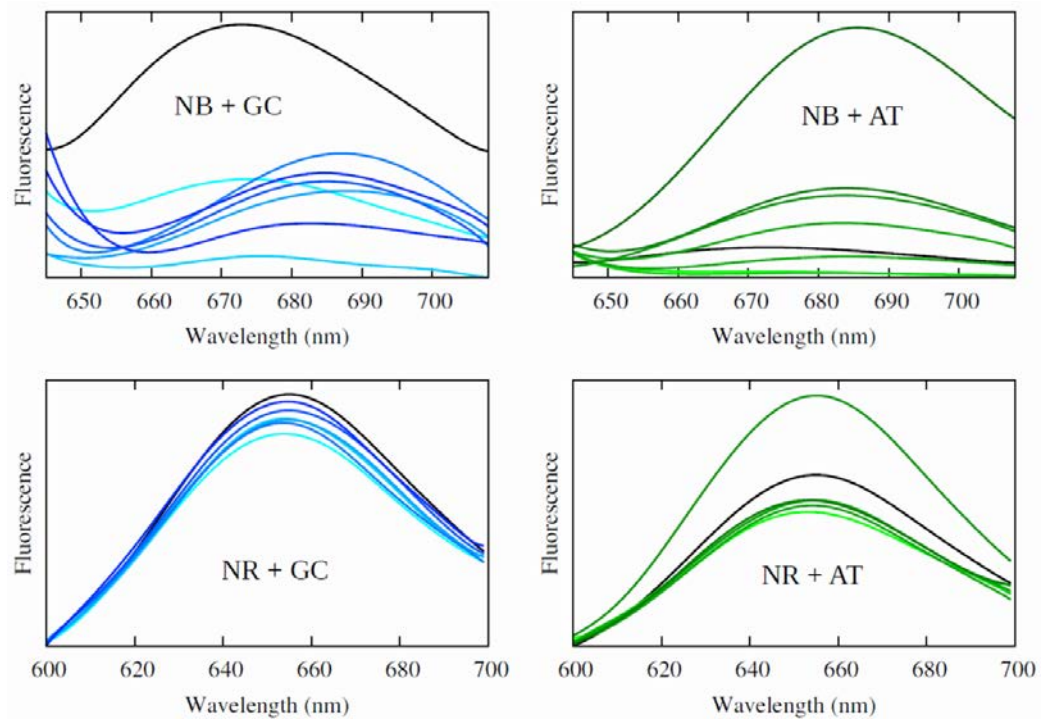 Fluorescence
NB + GC
650 660 670 680 690 700
Wavelength (nm)
Fluorescence
NB + AT
650 660 670 680 690 700
Wavelength (nm)
Fluorescence
NR + GC
600 620 640 660 680 700
Wavelength (nm)
Fluorescence
NR + AT
600 620 640 660 680 700
Wavelength (nm)